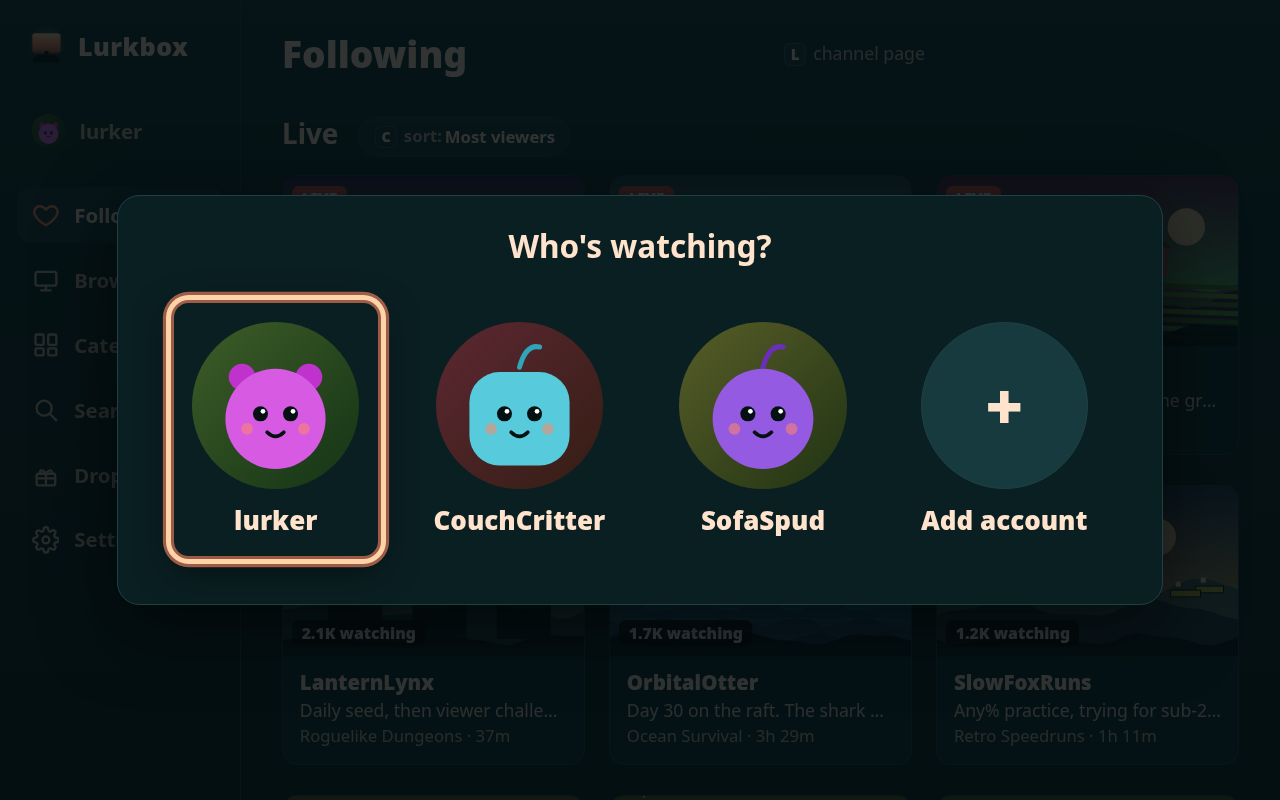 Lurkbox
Following
L channel page
lurker
Live
C sort: Most viewers
Who's watching?
lurker
CouchCritter
SofaSpud
Add account
2.1K watching
1.7K watching
1.2K watching
LanternLynx
OrbitalOtter
SlowFoxRuns
Daily seed, then viewer challe...
Day 30 on the raft. The shark ...
Any% practice, trying for sub-2...
Roguelike Dungeons · 37m
Ocean Survival · 3h 29m
Retro Speedruns · 1h 11m